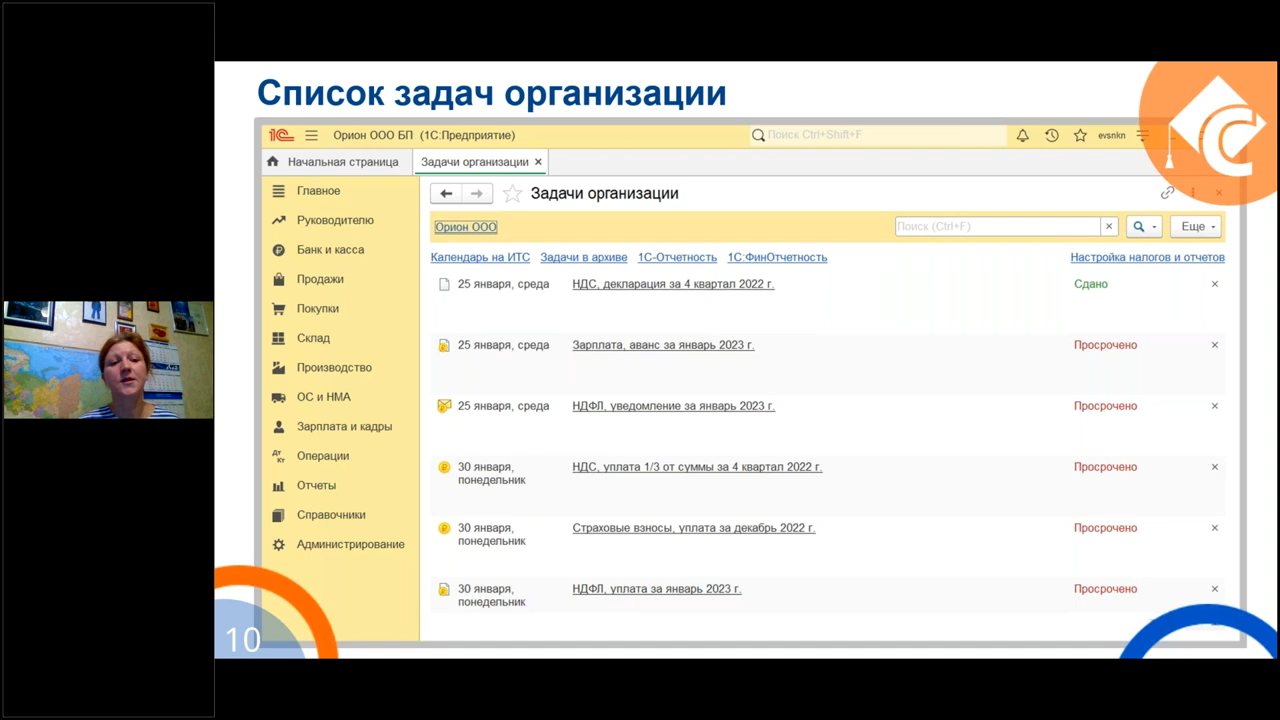 Список задач организации
1С Орион ООО БП (1С:Предприятие) Поиск Ctrl+Shift+F evsnkn
Начальная страница Задачи организации ×
Главное
Руководителю
Банк и касса
Продажи
Покупки
Склад
Производство
ОС и НМА
Зарплата и кадры
Дт Кт Операции
Отчеты
Справочники
Администрирование
Задачи организации
Орион ООО Поиск (Ctrl+F) × Еще
Календарь на ИТС Задачи в архиве 1С-Отчетность 1С:ФинОтчетность Настройка налогов и отчетов
25 января, среда НДС, декларация за 4 квартал 2022 г. Сдано ×
25 января, среда Зарплата, аванс за январь 2023 г. Просрочено ×
25 января, среда НДФЛ, уведомление за январь 2023 г. Просрочено ×
30 января, понедельник НДС, уплата 1/3 от суммы за 4 квартал 2022 г. Просрочено ×
30 января, понедельник Страховые взносы, уплата за декабрь 2022 г. Просрочено ×
30 января, понедельник НДФЛ, уплата за январь 2023 г. Просрочено ×
10